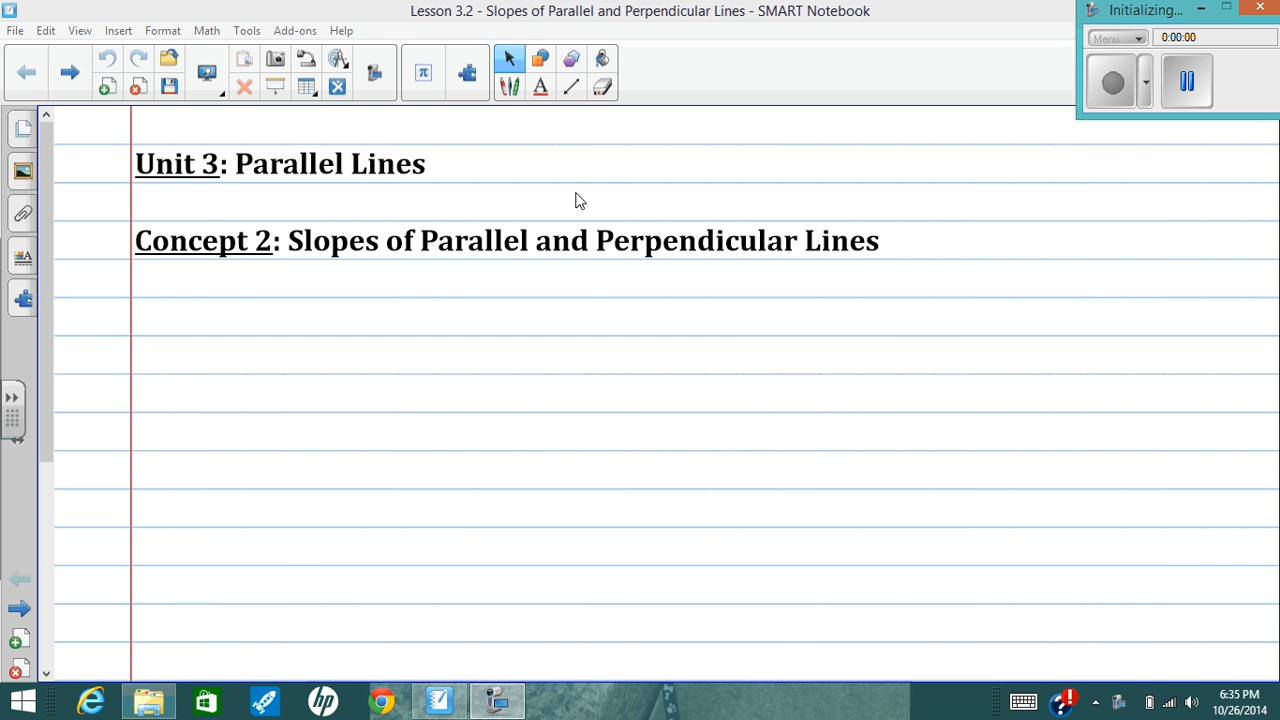 Lesson 3.2 - Slopes of Parallel and Perpendicular Lines - SMART Notebook
Initializing...
File Edit View Insert Format Math Tools Add-ons Help
Menu
0:00:00
Unit 3: Parallel Lines
Concept 2: Slopes of Parallel and Perpendicular Lines
6:35 PM
10/26/2014